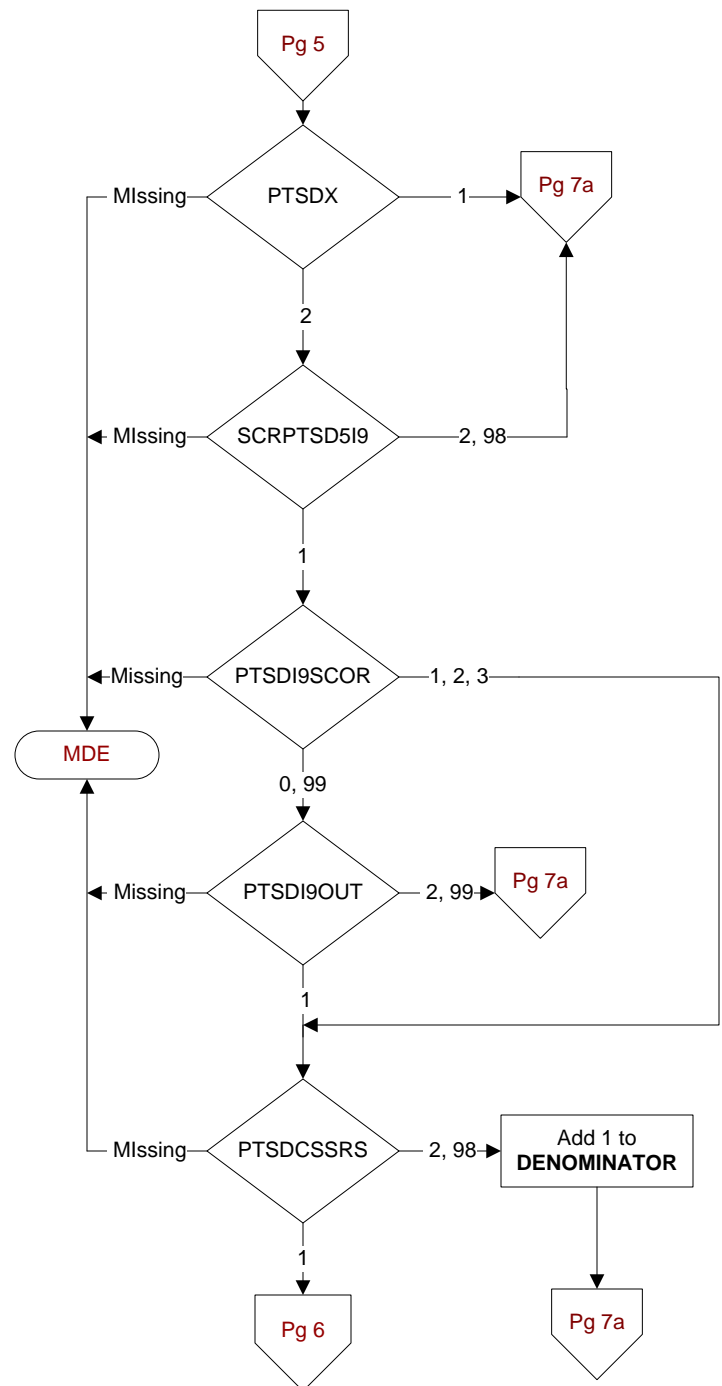 Pg 5
MIssing
PTSDX
1
Pg 7a
2
MIssing
SCRPTSD5I9
2, 98
1
Missing
PTSDI9SCOR
1, 2, 3
MDE
0, 99
Missing
PTSDI9OUT
2, 99
Pg 7a
1
MIssing
PTSDCSSRS
2, 98
Add 1 to
DENOMINATOR
1
Pg 6
Pg 7a